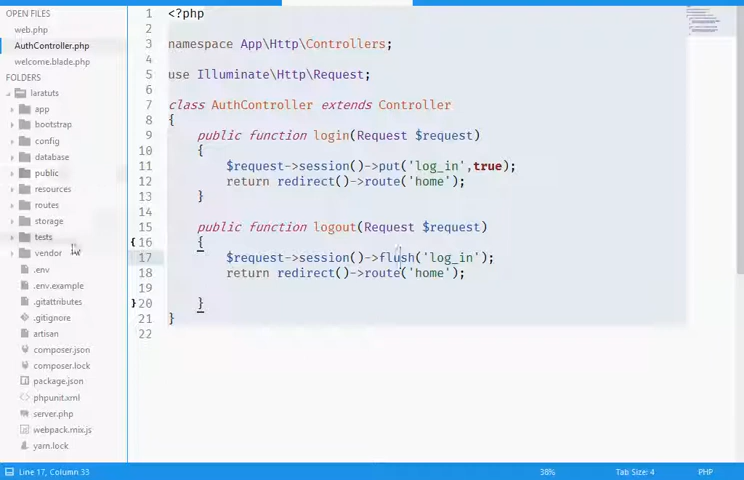 OPEN FILES
web.php
AuthController.php
welcome.blade.php
FOLDERS
laratuts
app
bootstrap
config
database
public
resources
routes
storage
tests
vendor
.env
.env.example
.gitattributes
.gitignore
artisan
composer.json
composer.lock
package.json
phpunit.xml
server.php
webpack.mix.js
yarn.lock
1 <?php
2
3 namespace App\Http\Controllers;
4
5 use Illuminate\Http\Request;
6
7 class AuthController extends Controller
8 {
9 public function login(Request $request)
10 {
11 $request->session()->put('log_in',true);
12 return redirect()->route('home');
13 }
14
15 public function logout(Request $request)
{16 {
17 $request->session()->flush('log_in');
18 return redirect()->route('home');
19
}20 }
21 }
22
Line 17, Column 33
38%
Tab Size: 4
PHP